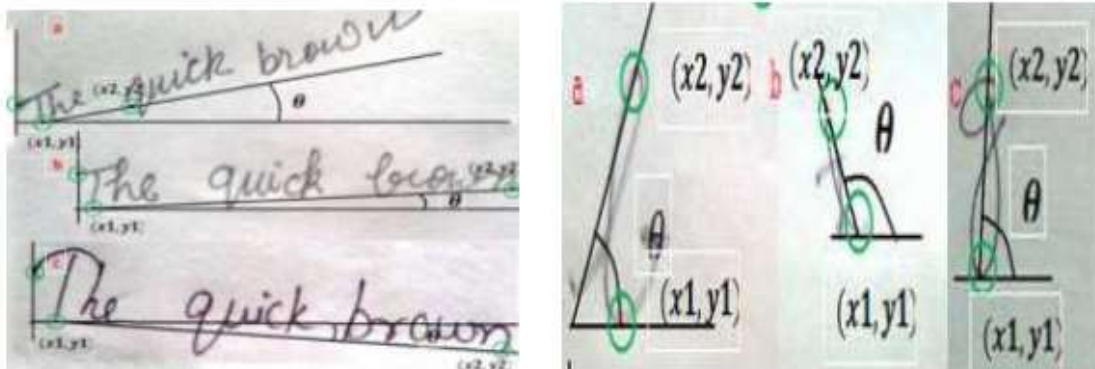 a
The quick brown
(x2, y2)
θ
(x1,y1)
b
The quick brown
(x2,y2)
θ
(x1,y1)
c
The quick brown
θ
(x1,y1)
(x2,y2)
a
(x2, y2)
θ
(x1, y1)
b
(x2, y2)
θ
(x1, y1)
c
(x2, y2)
θ
(x1, y1)